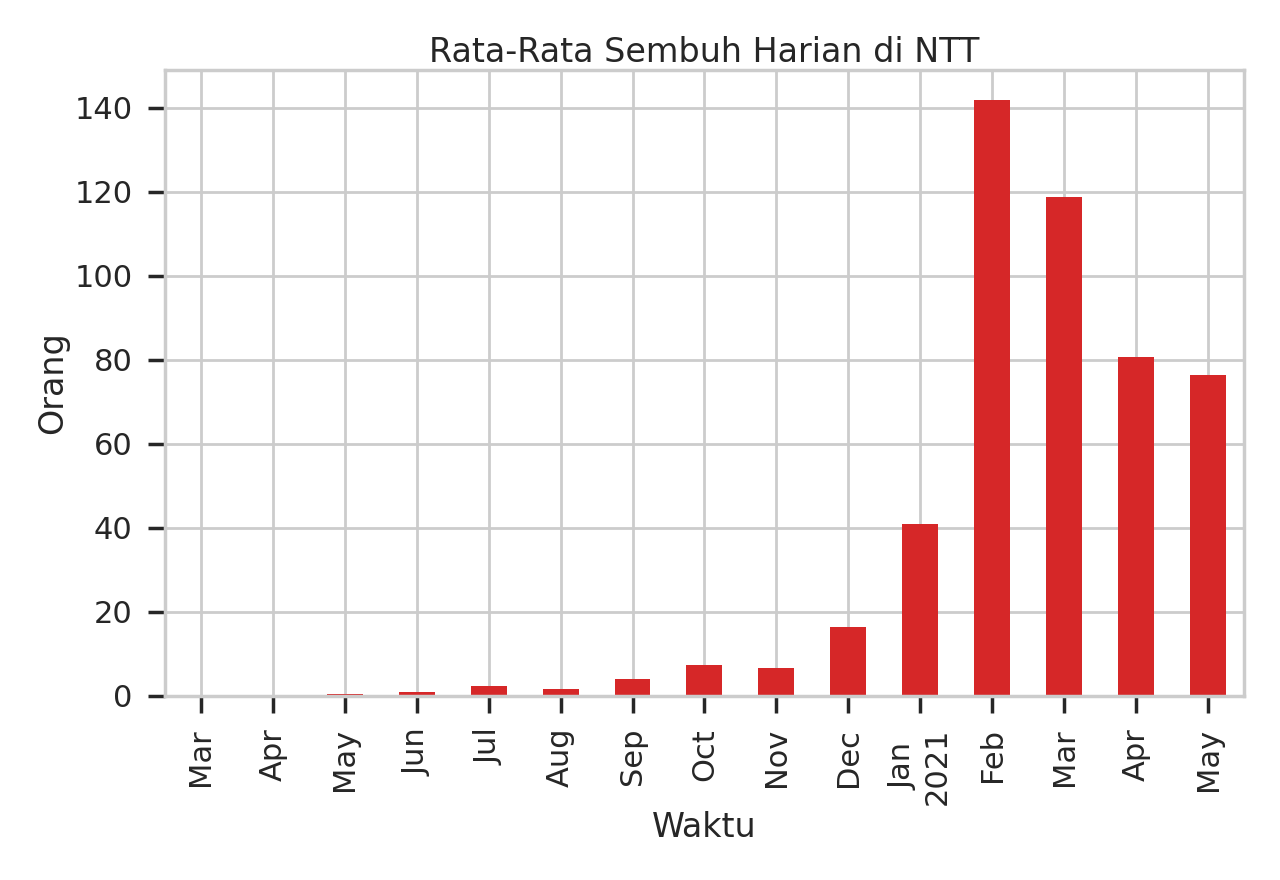 Rata-Rata Sembuh Harian di NTT
140
120
100
80
60
40
20
0
Orang
Mar
Apr
May
Jun
Jul
Aug
Sep
Oct
Nov
Dec
Jan
2021
Feb
Mar
Apr
May
Waktu